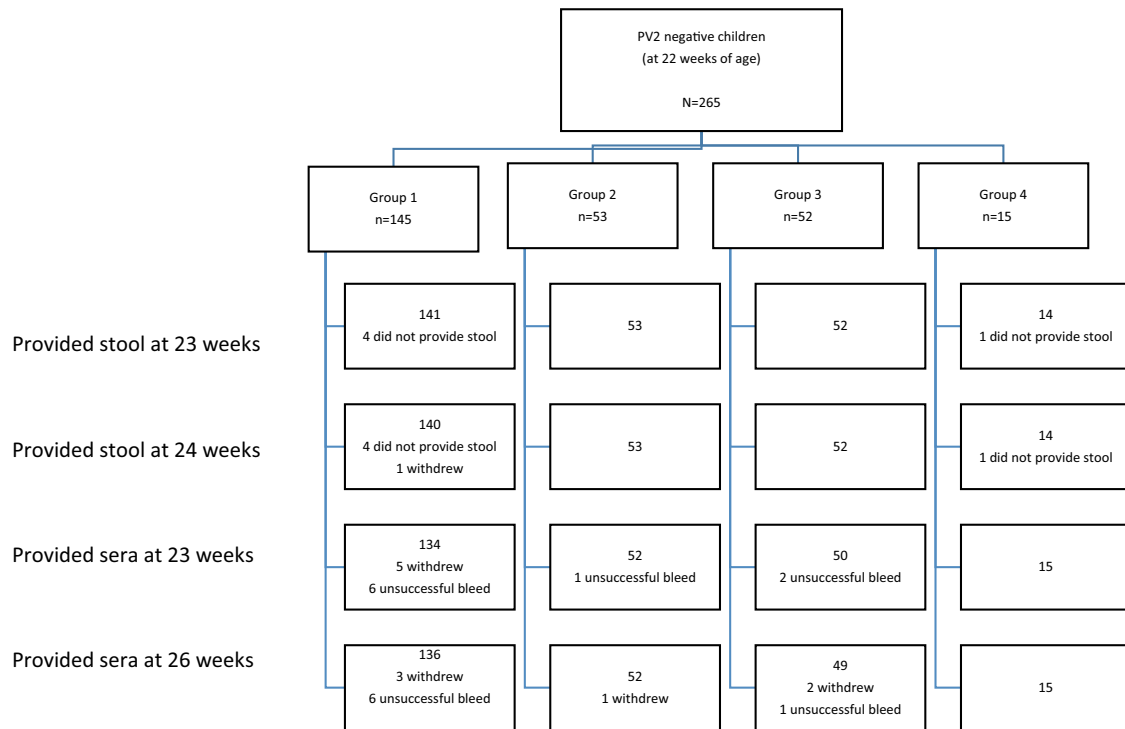 PV2 negative children
(at 22 weeks of age)
N=265
Group 1
n=145
Group 2
n=53
Group 3
n=52
Group 4
n=15
Provided stool at 23 weeks
141
4 did not provide stool
53
52
14
1 did not provide stool
Provided stool at 24 weeks
140
4 did not provide stool
1 withdrew
53
52
14
1 did not provide stool
Provided sera at 23 weeks
134
5 withdrew
6 unsuccessful bleed
52
1 unsuccessful bleed
50
2 unsuccessful bleed
15
Provided sera at 26 weeks
136
3 withdrew
6 unsuccessful bleed
52
1 withdrew
49
2 withdrew
1 unsuccessful bleed
15